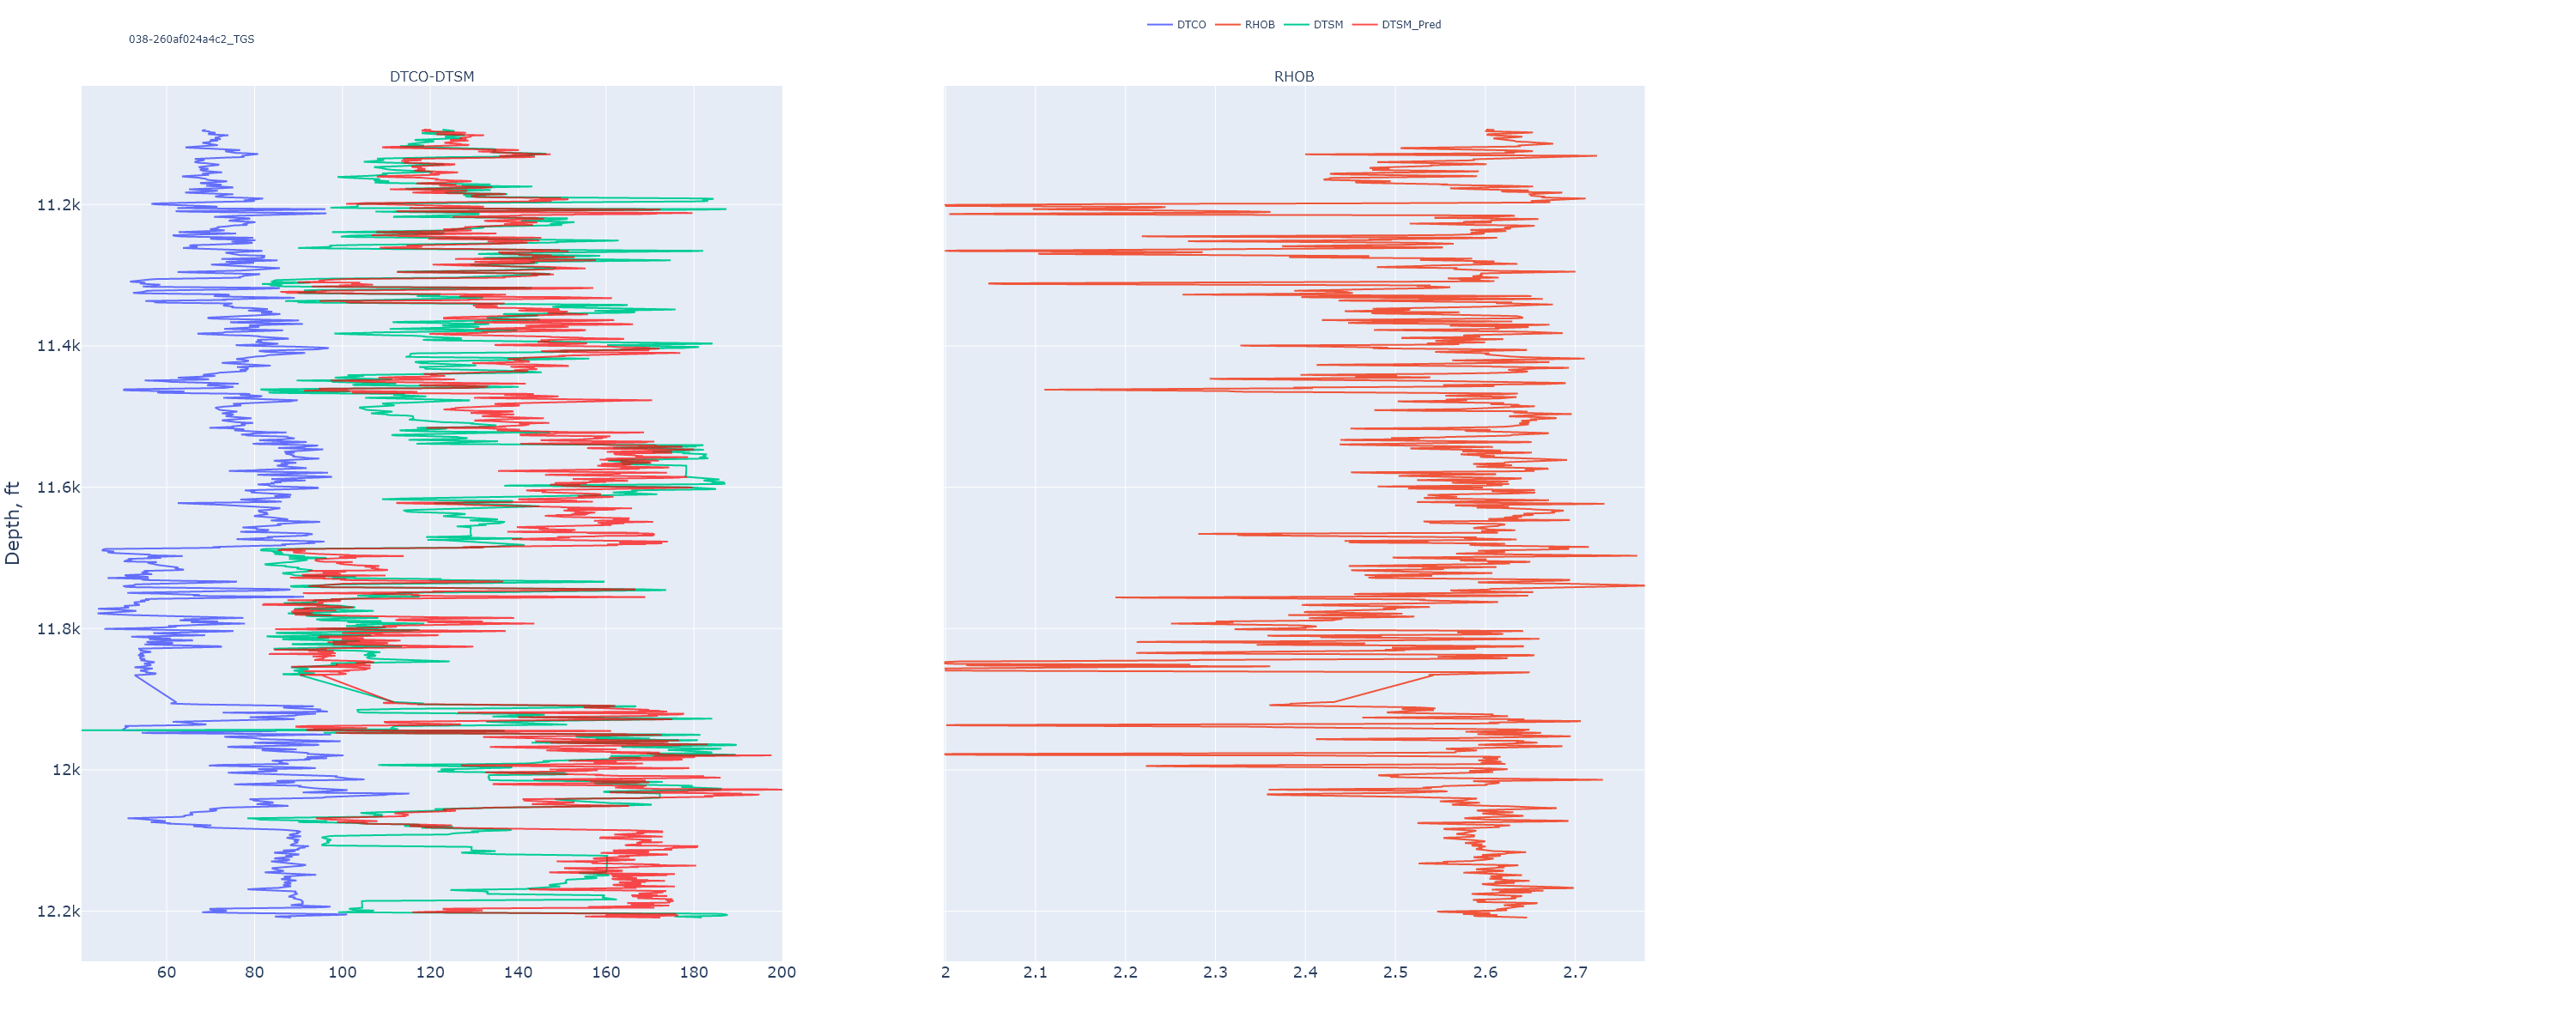 DTCO RHOB DTSM DTSM_Pred
038-260af024a4c2_TGS
DTCO-DTSM
RHOB
Depth, ft
11.2k
11.4k
11.6k
11.8k
12k
12.2k
60 80 100 120 140 160 180 200
2 2.1 2.2 2.3 2.4 2.5 2.6 2.7